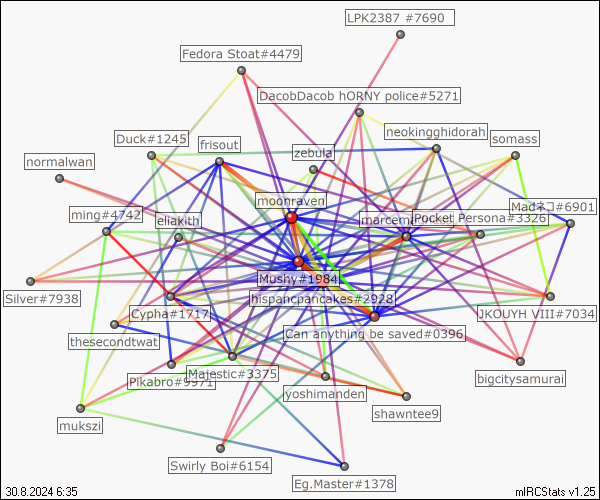 LPK2387 #7690
Fedora Stoat#4479
DacobDacob hORNY police#5271
neokingghidorah
Duck#1245
frisout
somass
zebula
normalwan
moonraven
Madネコ#6901
ming#4742
eliakith
marcem
Pocket Persona#3326
Mushy#1984
Silver#7938
hispancpancakes#2928
Cypha#1717
JKOUYH VIII#7034
thesecondtwat
Can anything be saved#0396
Majestic#3375
Pikabro#9971
bigcitysamurai
yoshimanden
shawntee9
mukszi
Swirly Boi#6154
Eg.Master#1378
30.8.2024 6:35
mIRCStats v1.25